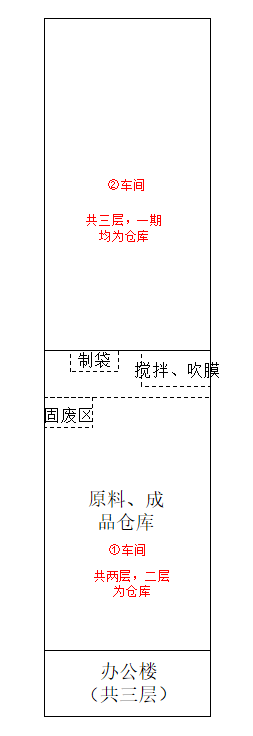 ②车间
共三层，一期
均为仓库
制袋
搅拌、吹膜
固废区
原料、成
品仓库
①车间
共两层，二层
为仓库
办公楼
（共三层）